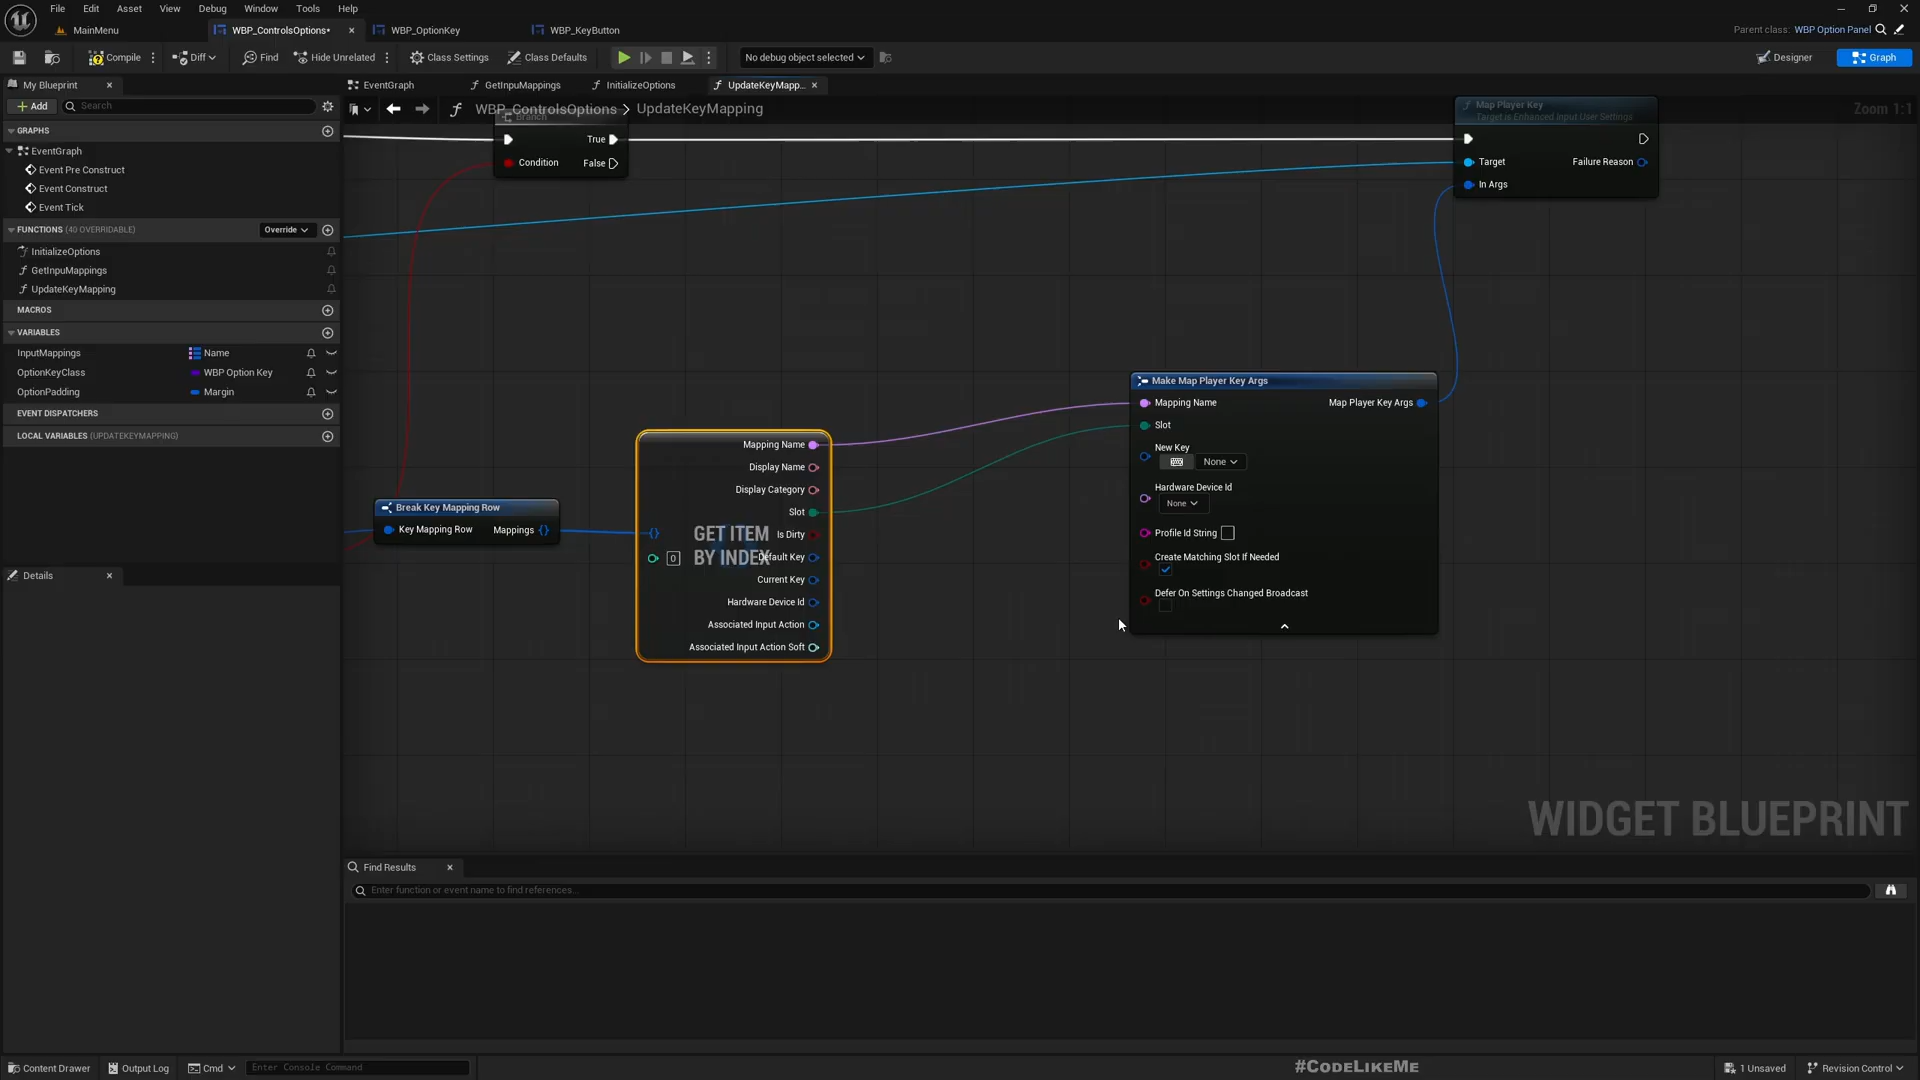 File Edit Asset View Debug Window Tools Help
MainMenu
WBP_ControlsOptions•
WBP_OptionKey
WBP_KeyButton
Parent class: WBP Option Panel
Compile
Diff
Find
Hide Unrelated
Class Settings
Class Defaults
No debug object selected
Designer
Graph
My Blueprint
Add
Search
GRAPHS
EventGraph
Event Pre Construct
Event Construct
Event Tick
FUNCTIONS (40 OVERRIDABLE)
Override
InitializeOptions
GetInpuMappings
UpdateKeyMapping
MACROS
VARIABLES
InputMappings Name
OptionKeyClass WBP Option Key
OptionPadding Margin
EVENT DISPATCHERS
LOCAL VARIABLES (UPDATEKEYMAPPING)
Details
EventGraph
GetInpuMappings
InitializeOptions
UpdateKeyMapp..
WBP_ControlsOptions > UpdateKeyMapping
Zoom 1:1
Branch
True
Condition
False
Map Player Key
Target is Enhanced Input User Settings
Target
Failure Reason
In Args
Break Key Mapping Row
Key Mapping Row
Mappings
GET ITEM
BY INDEX
0
Mapping Name
Display Name
Display Category
Slot
Is Dirty
Default Key
Current Key
Hardware Device Id
Associated Input Action
Associated Input Action Soft
Make Map Player Key Args
Mapping Name
Map Player Key Args
Slot
New Key
None
Hardware Device Id
None
Profile Id String
Create Matching Slot If Needed
Defer On Settings Changed Broadcast
WIDGET BLUEPRINT
Find Results
Enter function or event name to find references...
Content Drawer
Output Log
Cmd
Enter Console Command
#CodeLikeMe
1 Unsaved
Revision Control